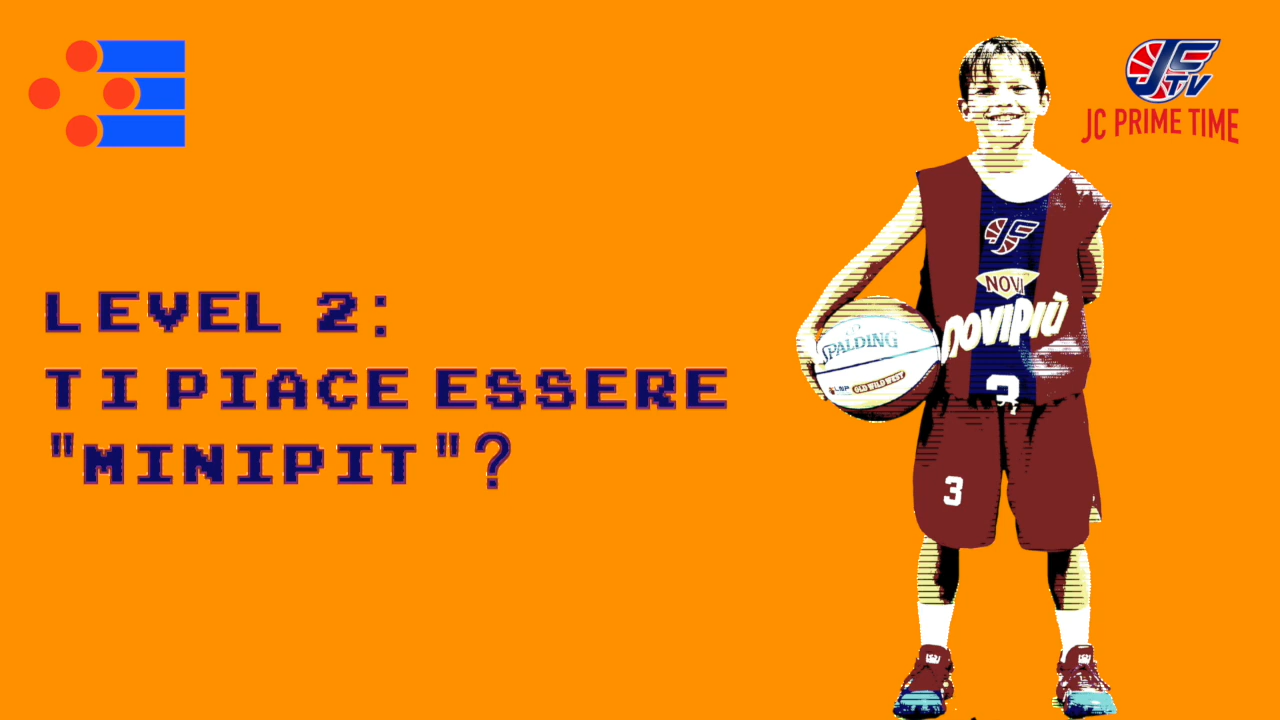 JC
TV
JC PRIME TIME
LEVEL 2:
TI PIACE ESSERE
"MINIPIT"?
JC
NOVI
novipiù
SPALDING
LBP OLD WILD WEST
3
3